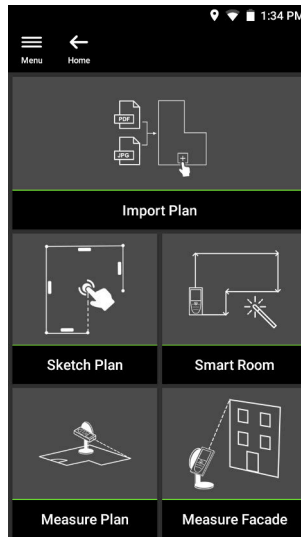 1:34 PM
Menu
Home
PDF
JPG
Import Plan
Sketch Plan
Smart Room
Measure Plan
Measure Facade